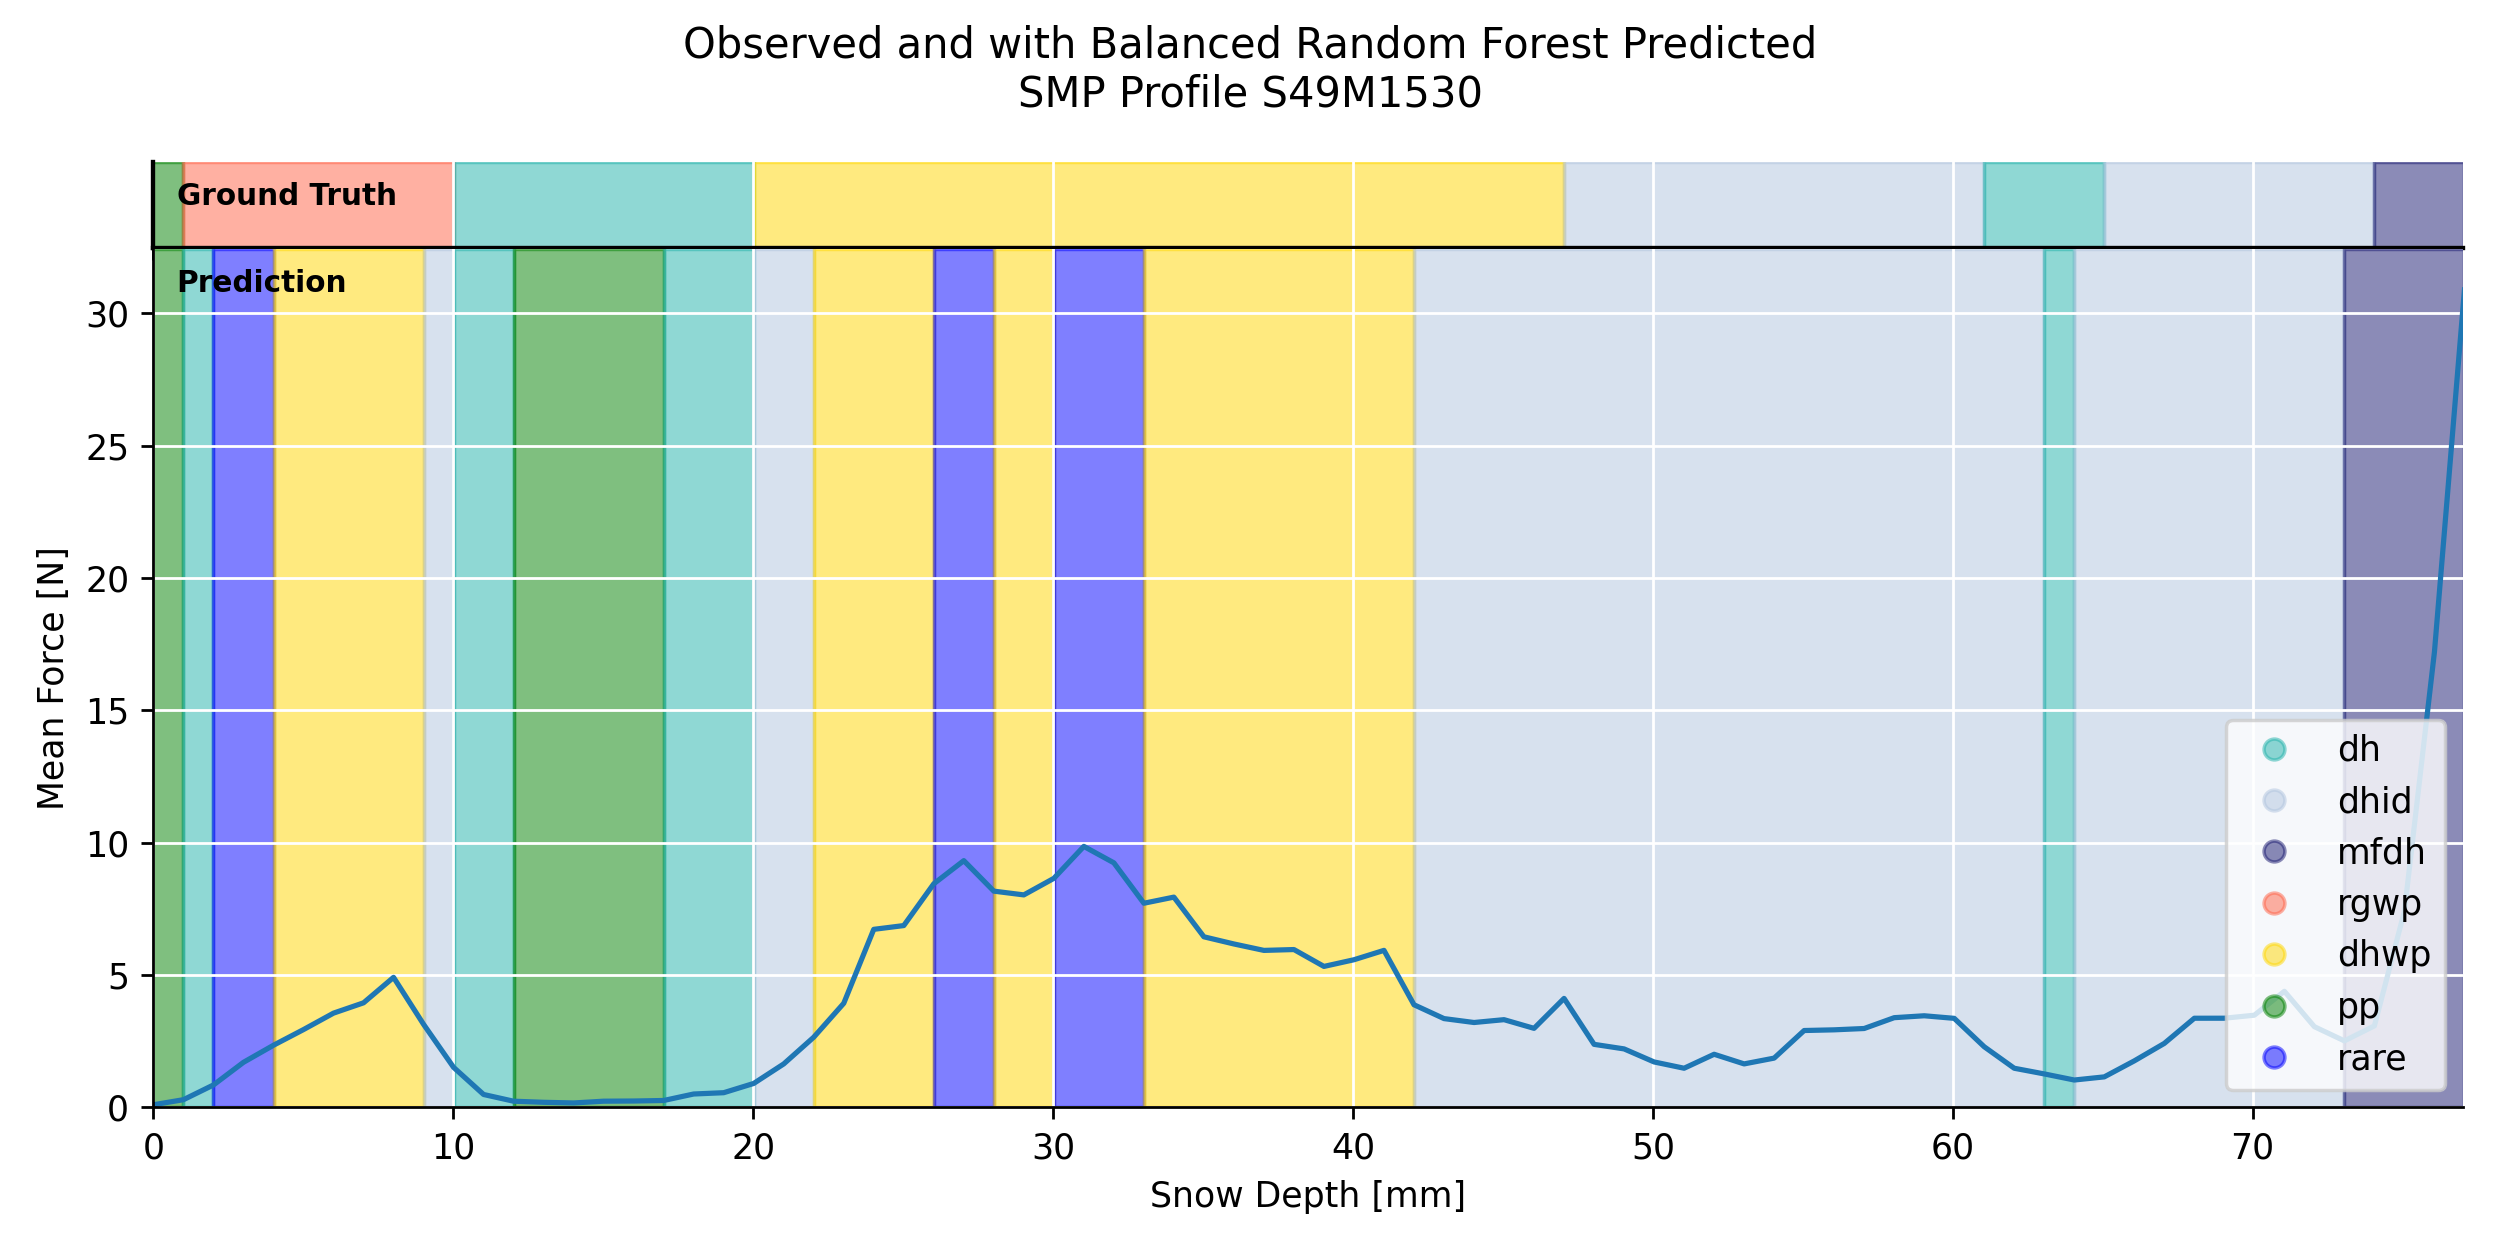 Observed and with Balanced Random Forest Predicted
SMP Profile S49M1530
Ground Truth
Prediction
30
25
20
15
10
5
0
Mean Force [N]
0 10 20 30 40 50 60 70
Snow Depth [mm]
dh
dhid
mfdh
rgwp
dhwp
pp
rare